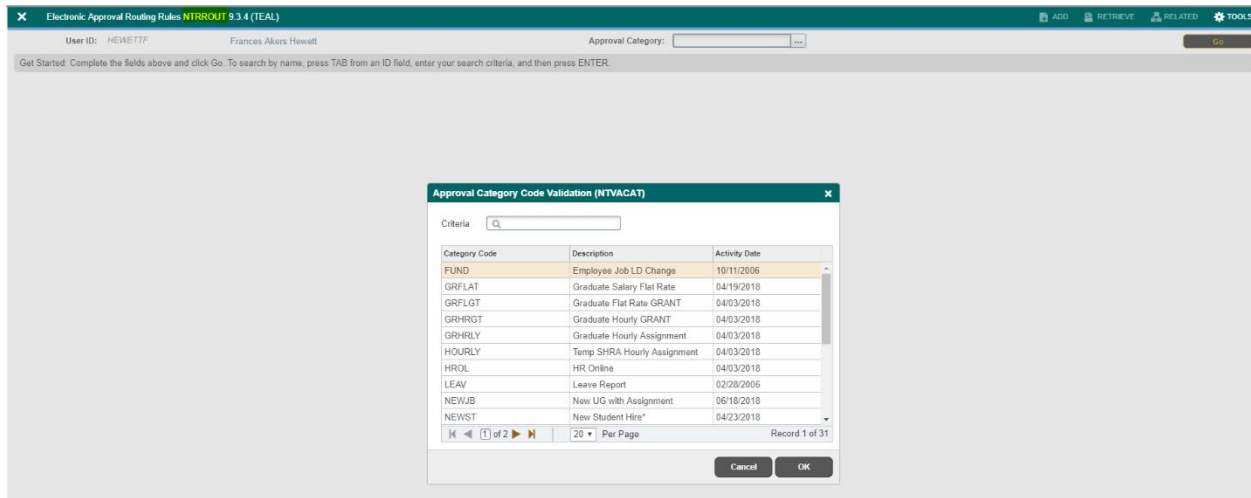 Electronic Approval Routing Rules NTRROUT 9.3.4 (TEAL) ADD RETRIEVE RELATED TOOLS
User ID: HEWETTF Frances Akers Hewett Approval Category: ... Go
Get Started: Complete the fields above and click Go. To search by name, press TAB from an ID field, enter your search criteria, and then press ENTER.
Approval Category Code Validation (NTVACAT)
Criteria
Category Code Description Activity Date
FUND Employee Job LD Change 10/11/2006
GRFLAT Graduate Salary Flat Rate 04/19/2018
GRFLGT Graduate Flat Rate GRANT 04/03/2018
GRHRGT Graduate Hourly GRANT 04/03/2018
GRHRLY Graduate Hourly Assignment 04/03/2018
HOURLY Temp SHRA Hourly Assignment 04/03/2018
HROL HR Online 04/03/2018
LEAV Leave Report 02/28/2006
NEWJB New UG with Assignment 06/18/2018
NEWST New Student Hire* 04/23/2018
1 of 2 20 Per Page Record 1 of 31
Cancel OK